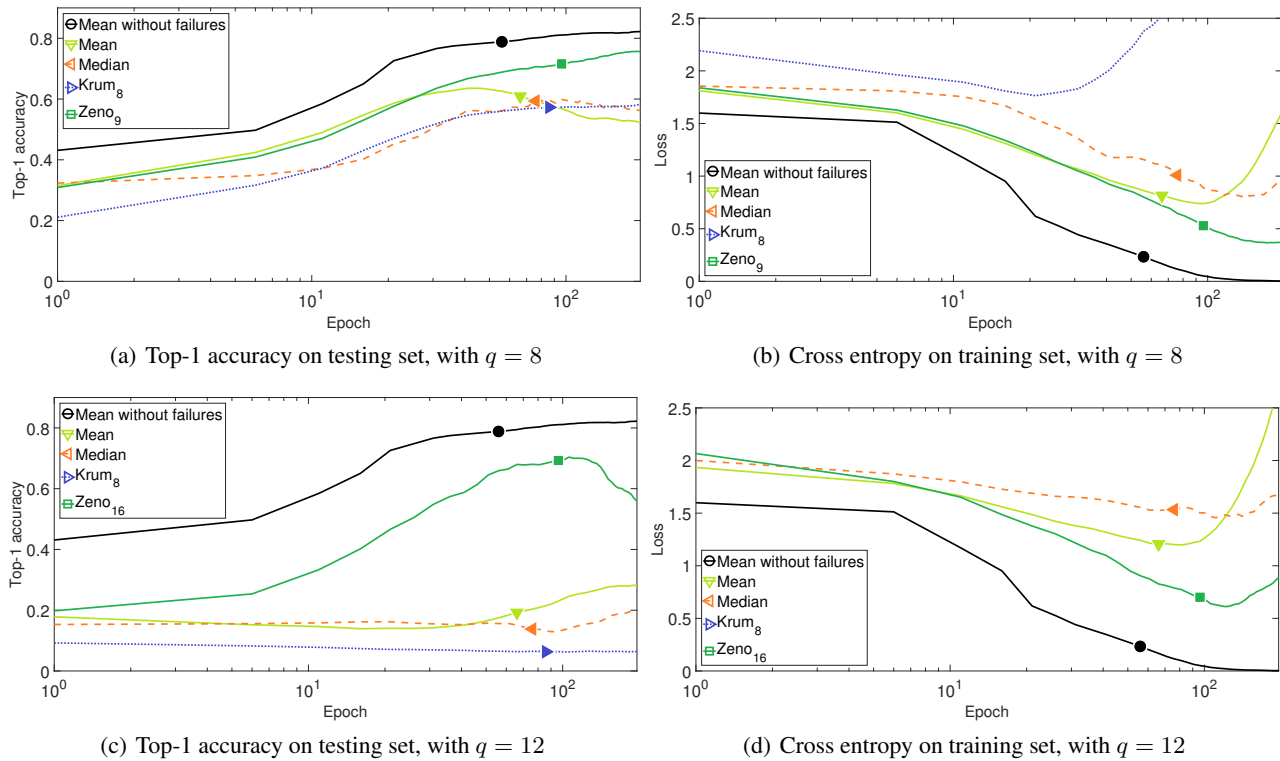 0.8
0.6
0.4
0.2
0
Top-1 accuracy
Mean without failures
Mean
Median
Krum8
Zeno9
10^0
10^1
10^2
Epoch
(a) Top-1 accuracy on testing set, with q = 8
2.5
2
1.5
1
0.5
0
Loss
Mean without failures
Mean
Median
Krum8
Zeno9
10^0
10^1
10^2
Epoch
(b) Cross entropy on training set, with q = 8
0.8
0.6
0.4
0.2
0
Top-1 accuracy
Mean without failures
Mean
Median
Krum8
Zeno16
10^0
10^1
10^2
Epoch
(c) Top-1 accuracy on testing set, with q = 12
2.5
2
1.5
1
0.5
0
Loss
Mean without failures
Mean
Median
Krum8
Zeno16
10^0
10^1
10^2
Epoch
(d) Cross entropy on training set, with q = 12